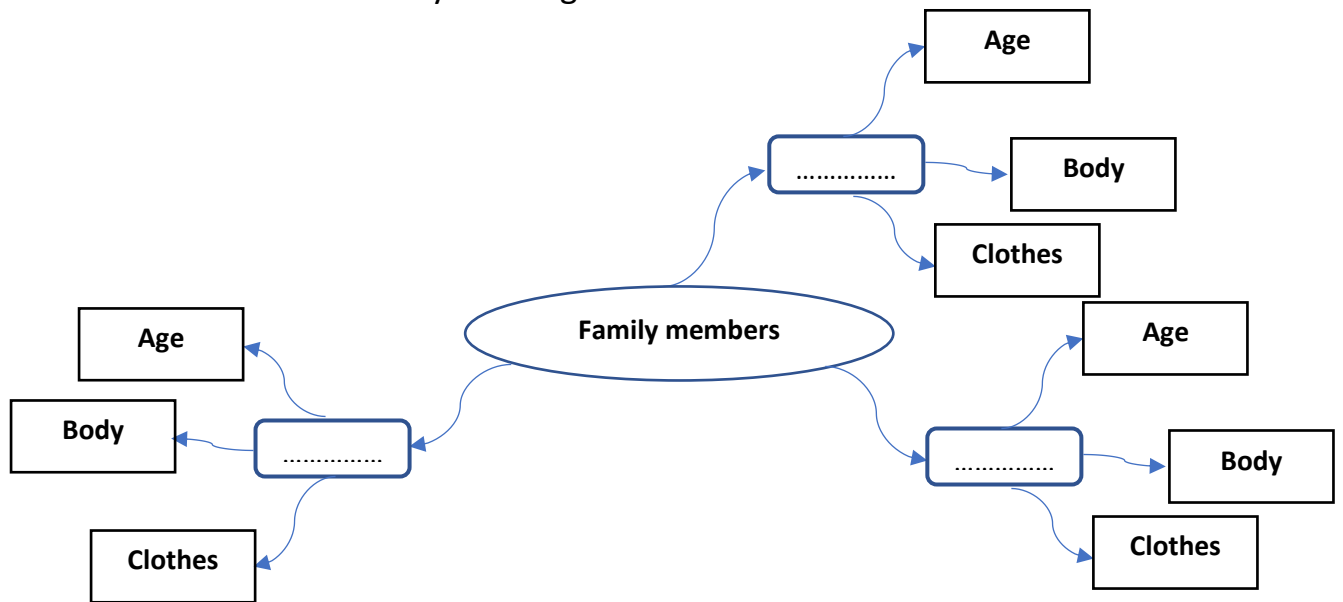 Age
……………
Body
Clothes
Family members
Age
Age
Body
……………
……………
Body
Clothes
Clothes